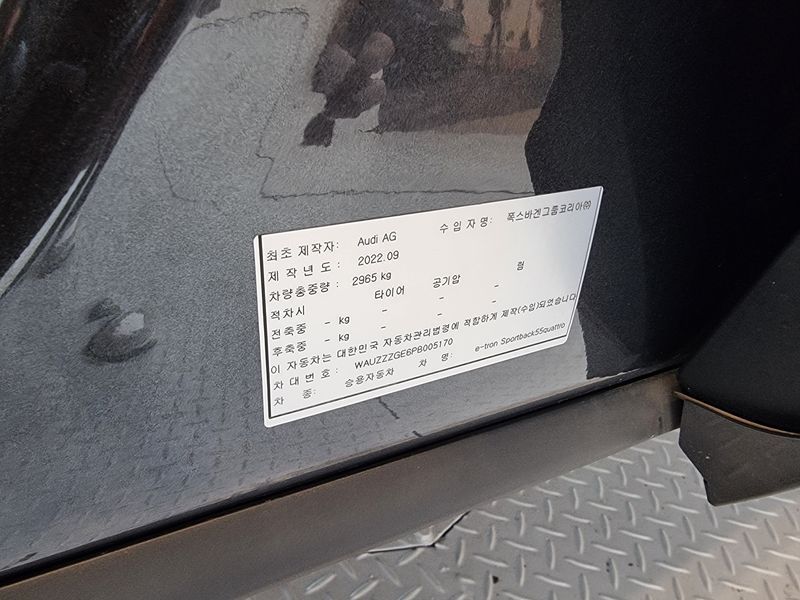 최초 제작자: Audi AG 수 입 자 명: 폭스바겐그룹코리아㈜
제 작 년 도 : 2022.09
차량총중량 : 2965 kg
적차시 타이어 공기압 림
전축중 - kg - - -
후축중 - kg - - -
이 자동차는 대한민국 자동차관리법령에 적합하게 제작(수입)되었습니다
차 대 번 호 : WAUZZZGE6PB005170
차 종: 승용자동차 차 명: e-tron Sportback55quattro